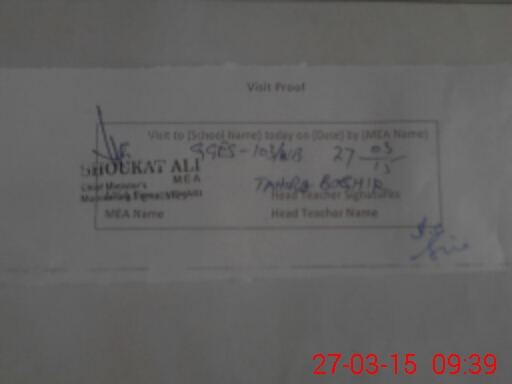 Visit Proof
Visit to (School Name) today on (Date) by (MEA Name)
GGES - 103/ 27 03
15
SHOUKAT ALI
MEA
TAHIRA BASHIR
Chief Minister's
Head Teacher Signatures
MEA Name Head Teacher Name
27-03-15 09:39